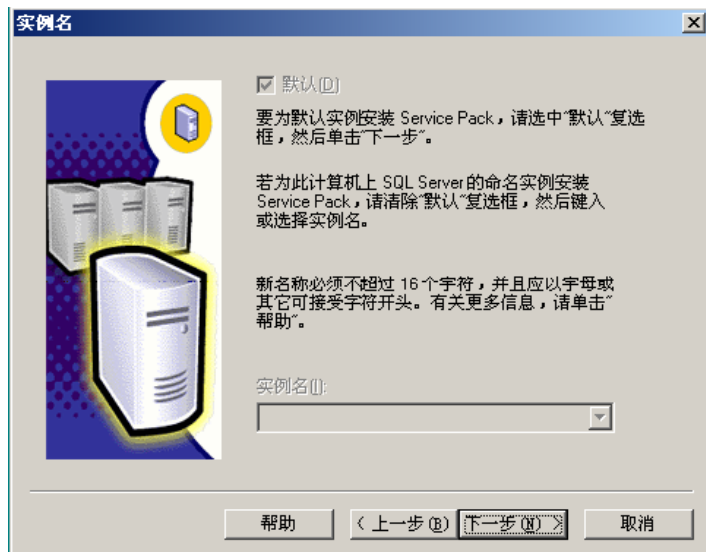 实例名
默认(D)
要为默认实例安装 Service Pack，请选中“默认”复选
框，然后单击“下一步”。
若为此计算机上 SQL Server 的命名实例安装
Service Pack，请清除“默认”复选框，然后键入
或选择实例名。
新名称必须不超过 16 个字符，并且应以字母或
其它可接受字符开头。有关更多信息，请单击“
帮助”。
实例名(I):
帮助
< 上一步(B)
下一步(N) >
取消